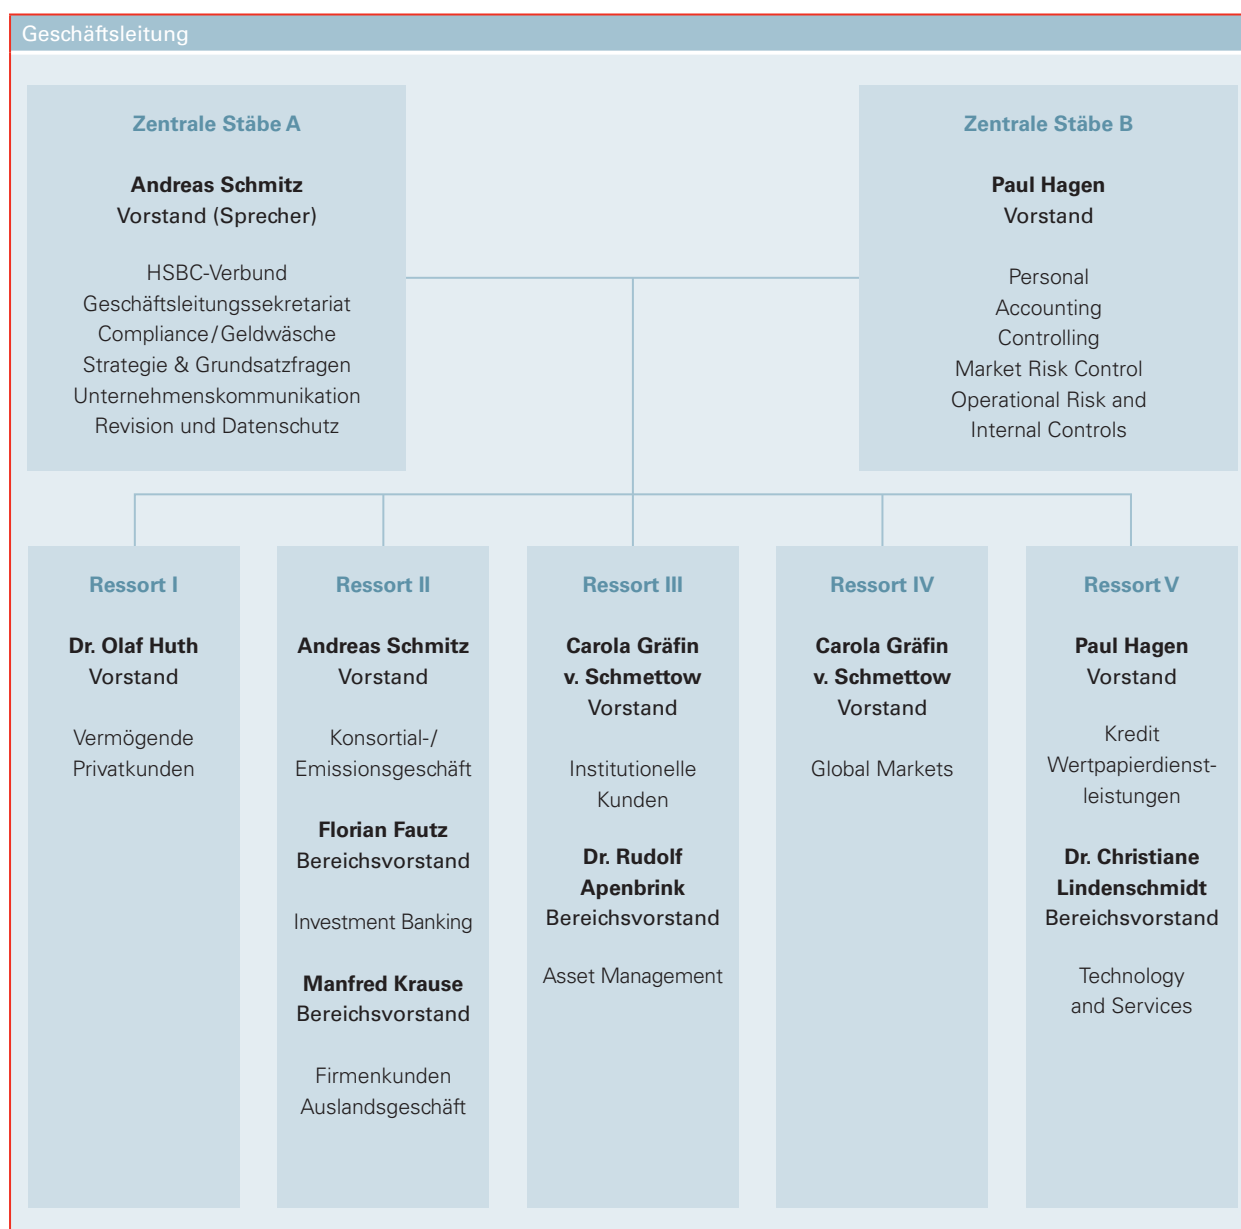 Geschäftsleitung
Zentrale Stäbe A
Andreas Schmitz
Vorstand (Sprecher)
HSBC-Verbund
Geschäftsleitungssekretariat
Compliance/Geldwäsche
Strategie & Grundsatzfragen
Unternehmenskommunikation
Revision und Datenschutz
Zentrale Stäbe B
Paul Hagen
Vorstand
Personal
Accounting
Controlling
Market Risk Control
Operational Risk and
Internal Controls
Ressort I
Dr. Olaf Huth
Vorstand
Vermögende
Privatkunden
Ressort II
Andreas Schmitz
Vorstand
Konsortial-/
Emissionsgeschäft
Florian Fautz
Bereichsvorstand
Investment Banking
Manfred Krause
Bereichsvorstand
Firmenkunden
Auslandsgeschäft
Ressort III
Carola Gräfin
v. Schmettow
Vorstand
Institutionelle
Kunden
Dr. Rudolf
Apenbrink
Bereichsvorstand
Asset Management
Ressort IV
Carola Gräfin
v. Schmettow
Vorstand
Global Markets
Ressort V
Paul Hagen
Vorstand
Kredit
Wertpapierdienst-
leistungen
Dr. Christiane
Lindenschmidt
Bereichsvorstand
Technology
and Services